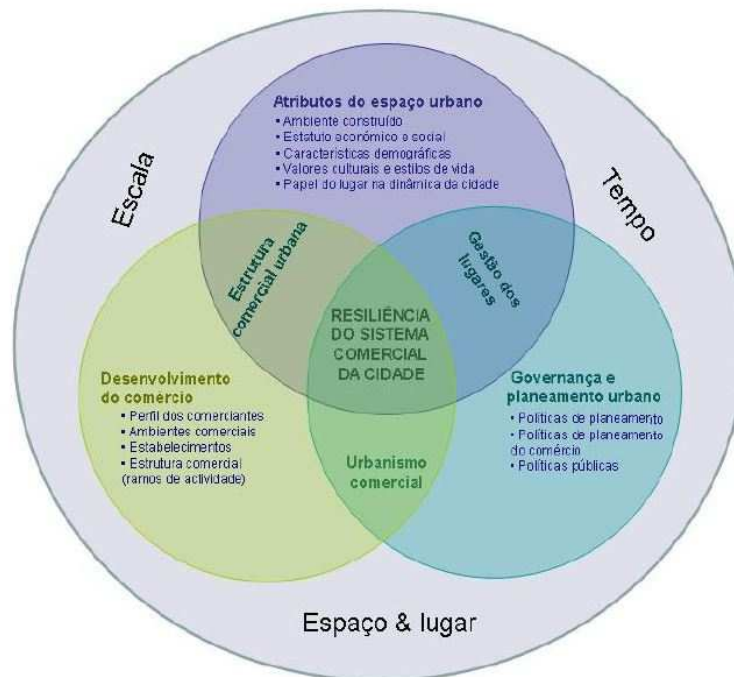 Atributos do espaço urbano
• Ambiente construído
• Estatuto económico e social
• Características demográficas
• Valores culturais e estilos de vida
• Papel do lugar na dinâmica da cidade
Escala
Tempo
Estrutura
comercial urbana
Gestão dos
lugares
RESILIÊNCIA
DO SISTEMA
COMERCIAL
DA CIDADE
Desenvolvimento
do comércio
• Perfil dos comerciantes
• Ambientes comerciais
• Estabelecimentos
• Estrutura comercial
(ramos de actividade)
Governança e
planeamento urbano
• Políticas de planeamento
• Políticas de planeamento
do comércio
• Políticas públicas
Urbanismo
comercial
Espaço & lugar